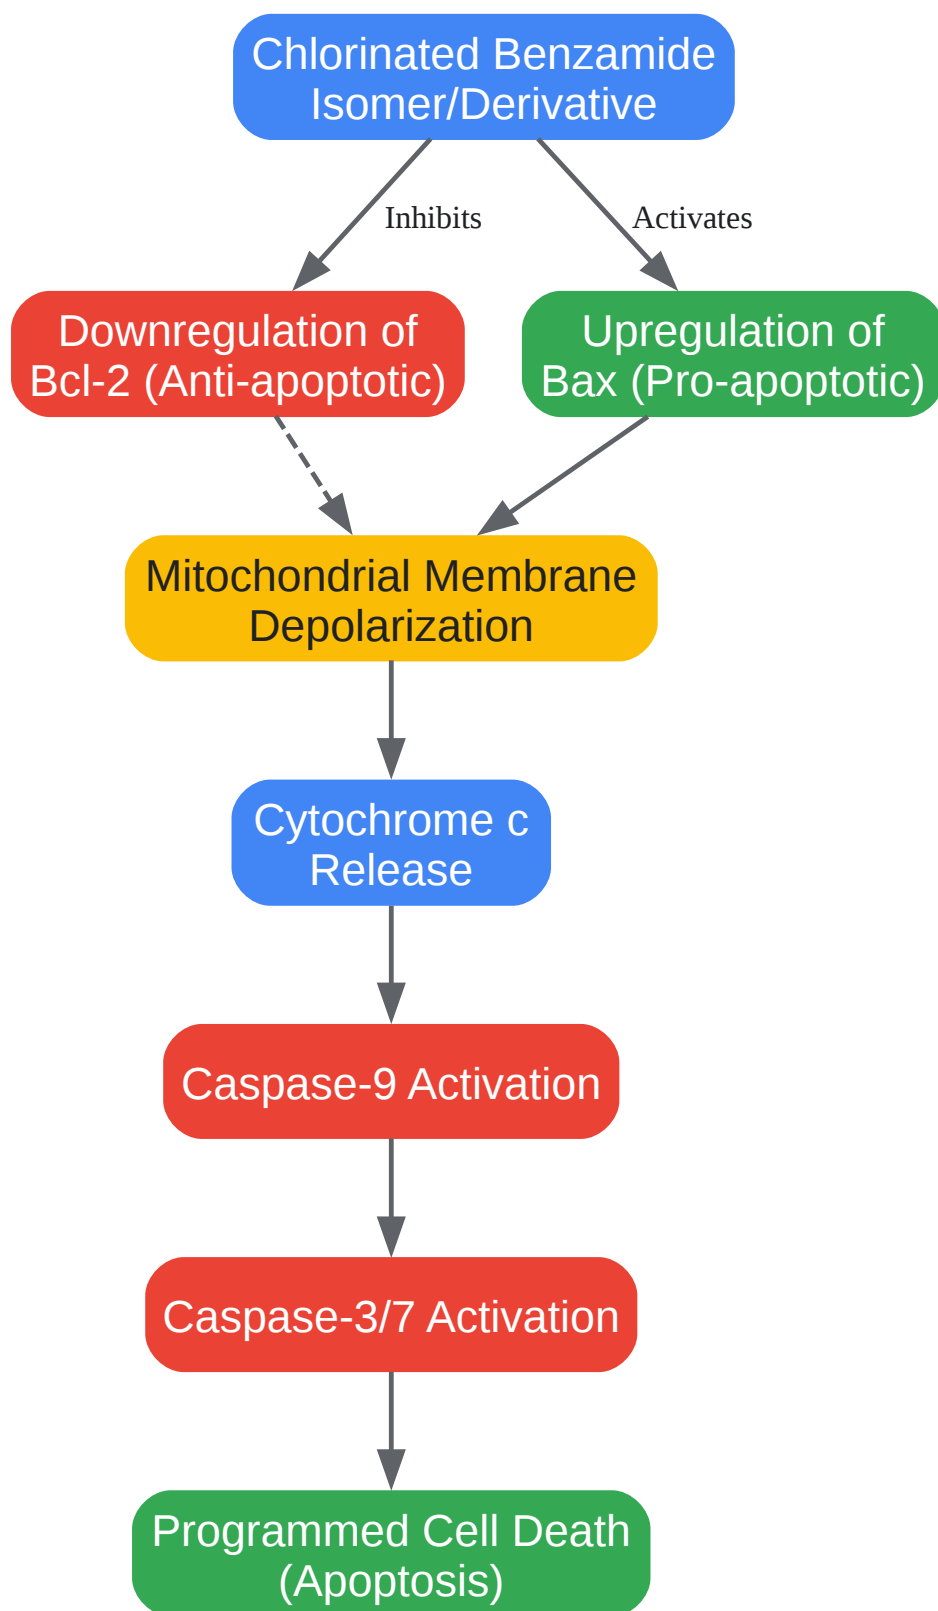 Chlorinated Benzamide
Isomer/Derivative
Inhibits
Activates
Downregulation of
Bcl-2 (Anti-apoptotic)
Upregulation of
Bax (Pro-apoptotic)
Mitochondrial Membrane
Depolarization
Cytochrome c
Release
Caspase-9 Activation
Caspase-3/7 Activation
Programmed Cell Death
(Apoptosis)